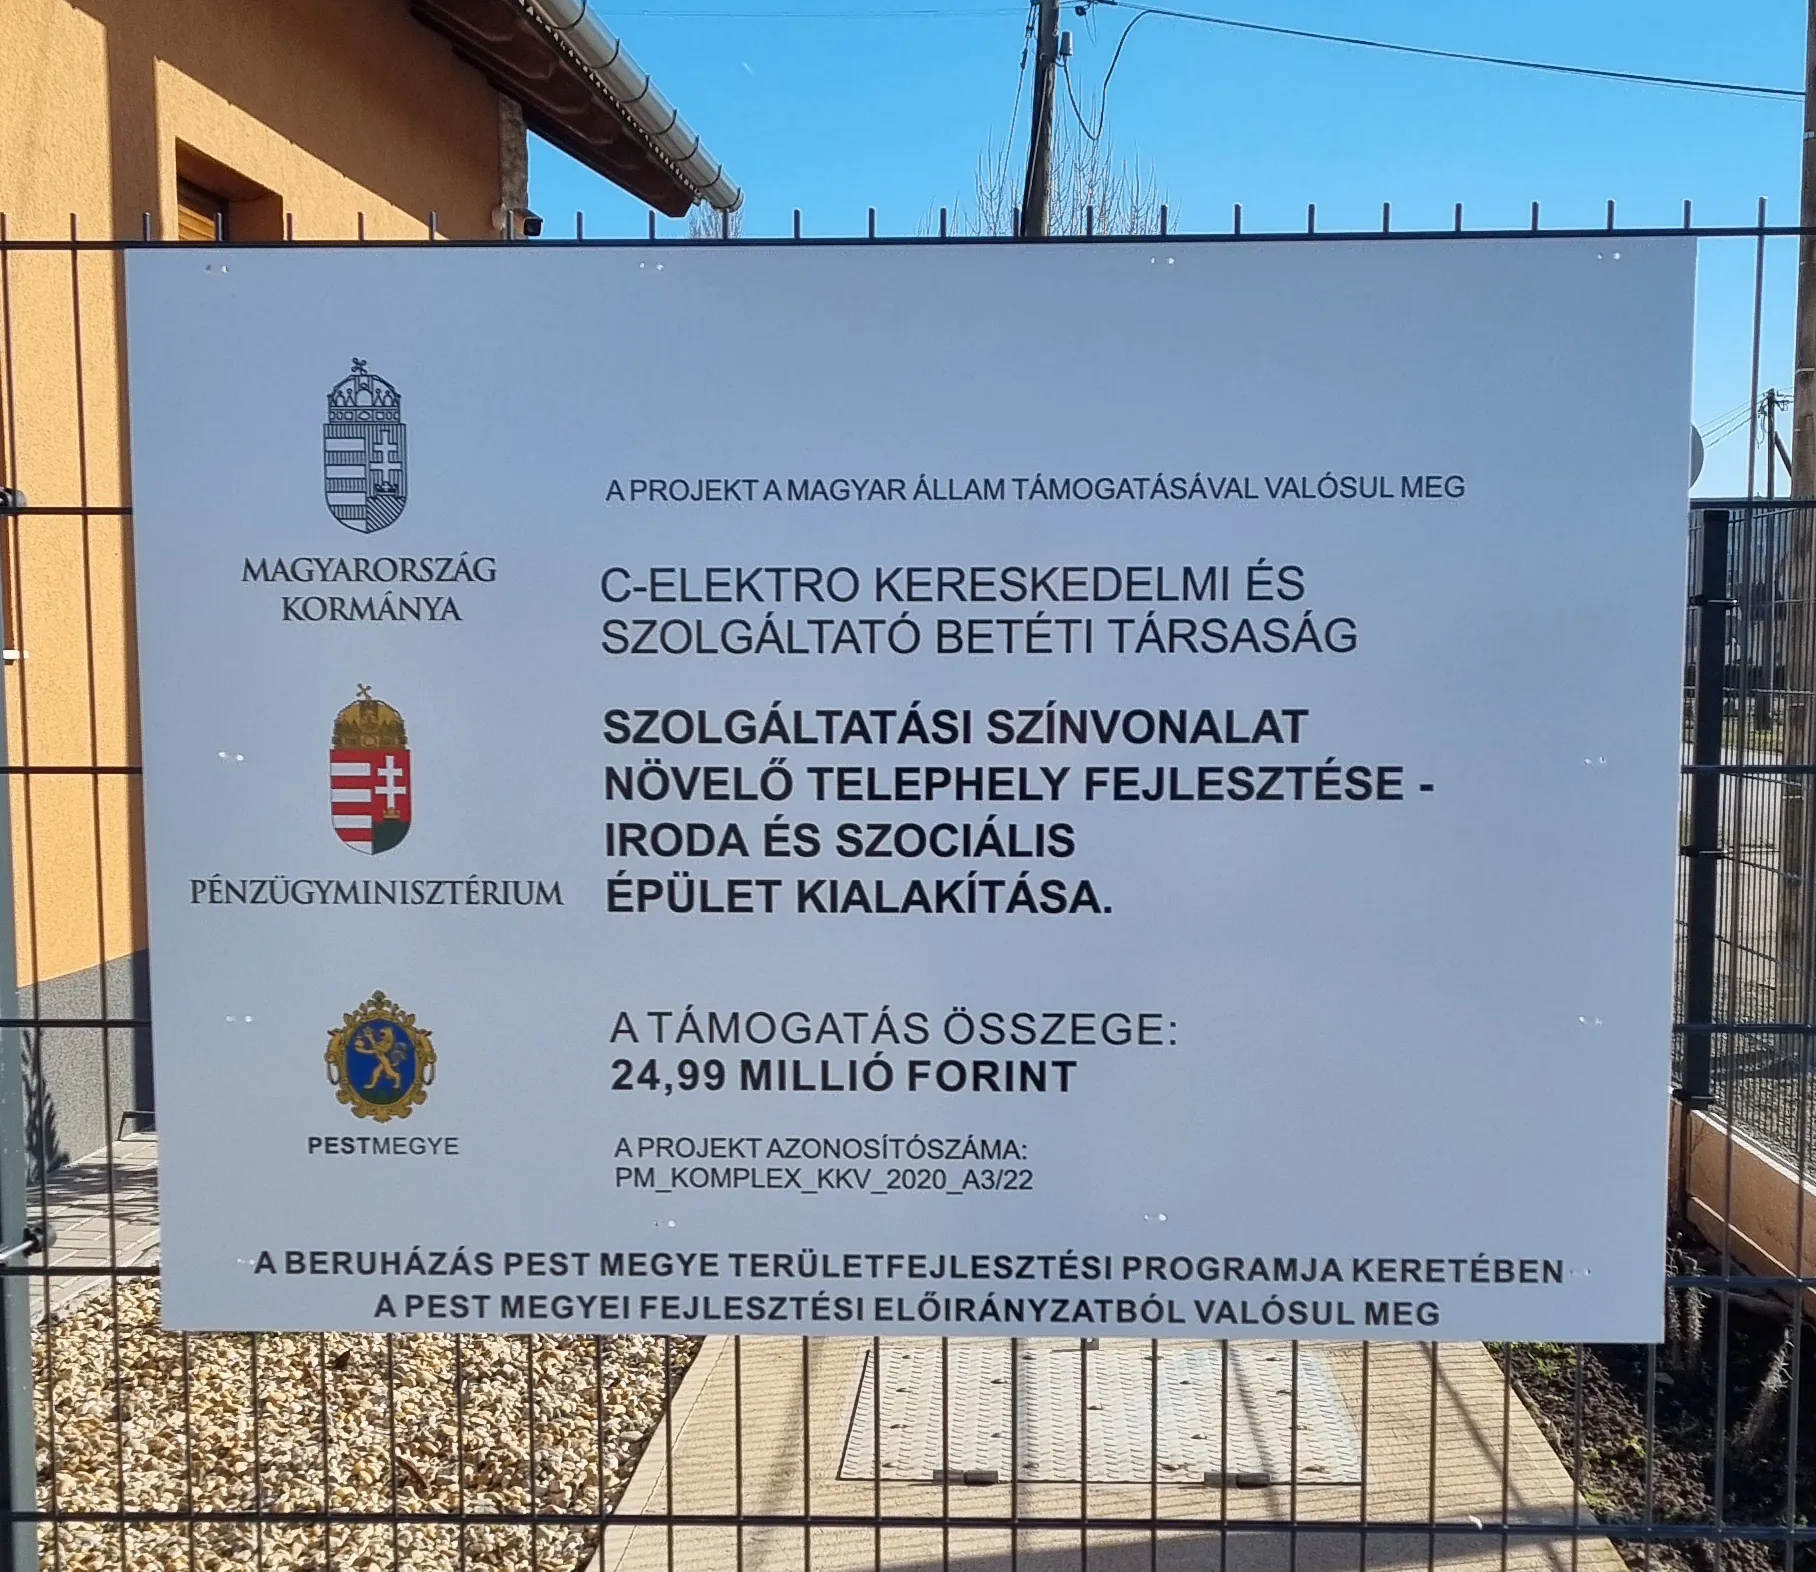 A PROJEKT A MAGYAR ÁLLAM TÁMOGATÁSÁVAL VALÓSUL MEG
MAGYARORSZÁG
KORMÁNYA
C-ELEKTRO KERESKEDELMI ÉS
SZOLGÁLTATÓ BETÉTI TÁRSASÁG
SZOLGÁLTATÁSI SZÍNVONALAT
NÖVELŐ TELEPHELY FEJLESZTÉSE -
IRODA ÉS SZOCIÁLIS
ÉPÜLET KIALAKÍTÁSA.
PÉNZÜGYMINISZTÉRIUM
A TÁMOGATÁS ÖSSZEGE:
24,99 MILLIÓ FORINT
PESTMEGYE
A PROJEKT AZONOSÍTÓSZÁMA:
PM_KOMPLEX_KKV_2020_A3/22
A BERUHÁZÁS PEST MEGYE TERÜLETFEJLESZTÉSI PROGRAMJA KERETÉBEN
A PEST MEGYEI FEJLESZTÉSI ELŐIRÁNYZATBÓL VALÓSUL MEG